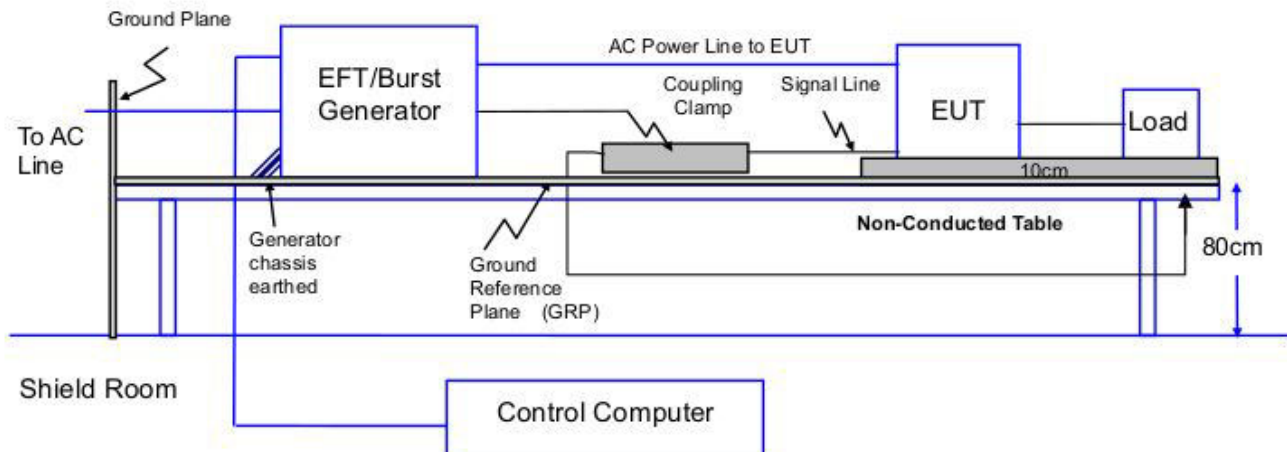 Ground Plane
EFT/Burst
Generator
AC Power Line to EUT
Coupling
Clamp
Signal Line
EUT
Load
To AC
Line
10cm
Generator
chassis
earthed
Ground
Reference
Plane (GRP)
Non-Conducted Table
80cm
Shield Room
Control Computer